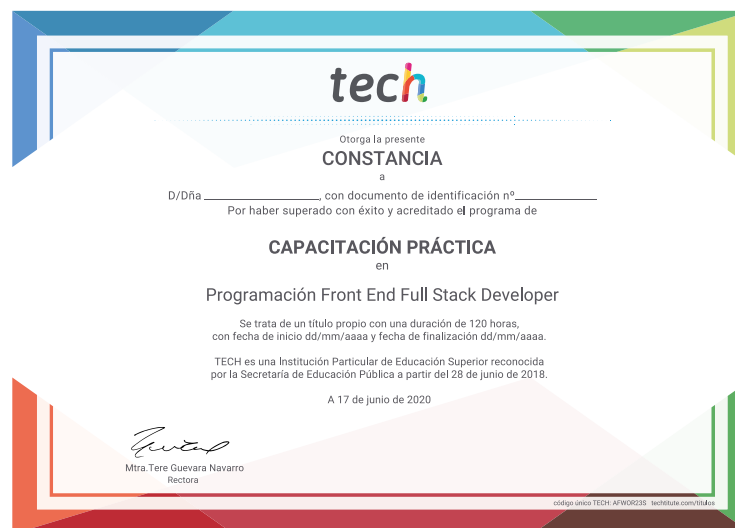 tech
Otorga la presente
CONSTANCIA
a
D/Dña ____________________, con documento de identificación nº______________
Por haber superado con éxito y acreditado el programa de
CAPACITACIÓN PRÁCTICA
en
Programación Front End Full Stack Developer
Se trata de un título propio con una duración de 120 horas,
con fecha de inicio dd/mm/aaaa y fecha de finalización dd/mm/aaaa.
TECH es una Institución Particular de Educación Superior reconocida
por la Secretaría de Educación Pública a partir del 28 de junio de 2018.
A 17 de junio de 2020
Mtra.Tere Guevara Navarro
Rectora
código único TECH: AFWOR23S techtitute.com/títulos